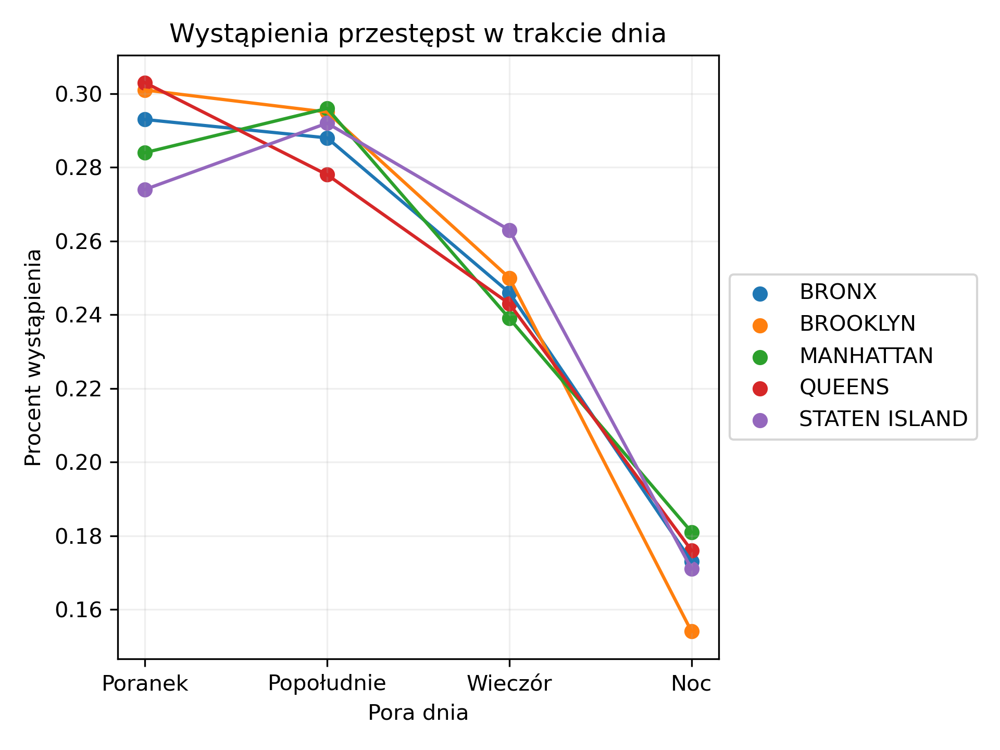 Wystąpienia przestępst w trakcie dnia
Procent wystąpienia
0.30
0.28
0.26
0.24
0.22
0.20
0.18
0.16
Poranek Popołudnie Wieczór Noc
Pora dnia
BRONX
BROOKLYN
MANHATTAN
QUEENS
STATEN ISLAND